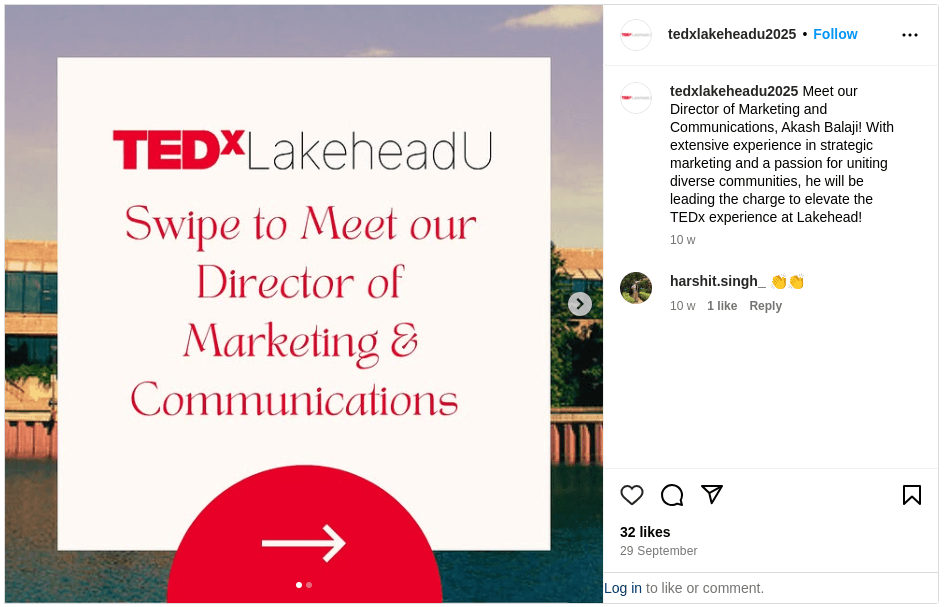 TEDxLakeheadU
Swipe to Meet our
Director of
Marketing &
Communications
tedxlakeheadu2025 • Follow
tedxlakeheadu2025 Meet our
Director of Marketing and
Communications, Akash Balaji! With
extensive experience in strategic
marketing and a passion for uniting
diverse communities, he will be
leading the charge to elevate the
TEDx experience at Lakehead!
10 w
harshit.singh_ 👏👏
10 w 1 like Reply
32 likes
29 September
Log in to like or comment.